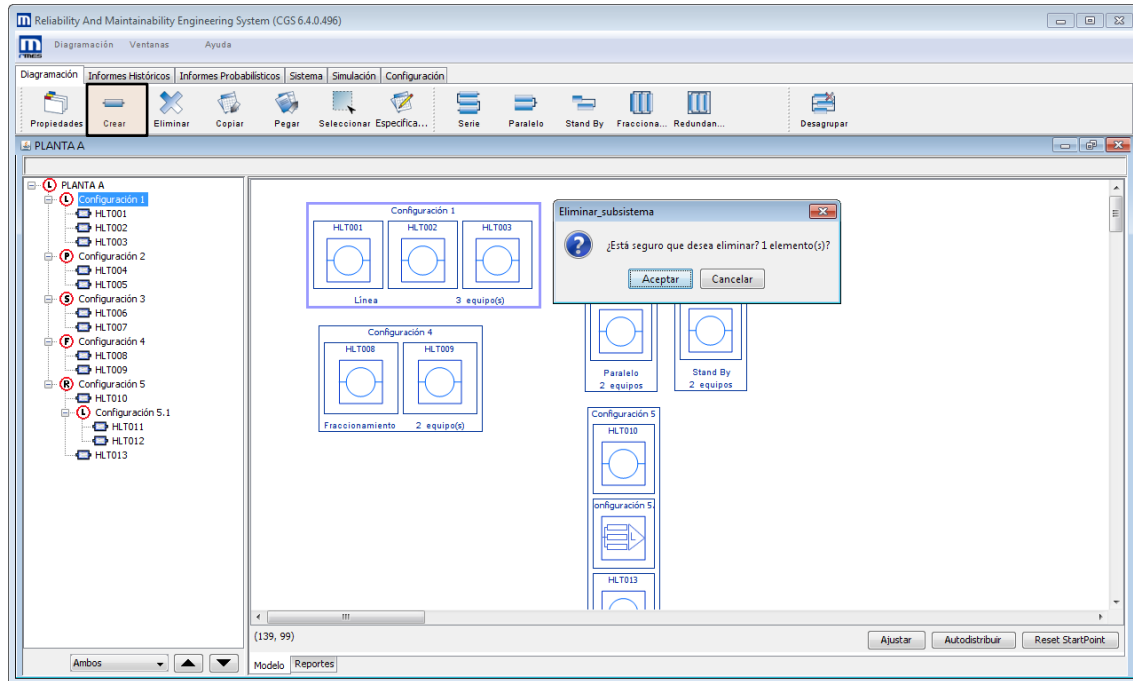 Reliability And Maintainability Engineering System (CGS 6.4.0.496)
Diagramación Ventanas Ayuda
Diagramación Informes Históricos Informes Probabilísticos Sistema Simulación Configuración
Propiedades Crear Eliminar Copiar Pegar Seleccionar Especifica... Serie Paralelo Stand By Fracciona... Redundan... Desagrupar
PLANTA A
PLANTA A
Configuración 1
HLT001
HLT002
HLT003
Configuración 2
HLT004
HLT005
Configuración 3
HLT006
HLT007
Configuración 4
HLT008
HLT009
Configuración 5
HLT010
Configuración 5.1
HLT011
HLT012
HLT013
Ambos
Configuración 1
HLT001 HLT002 HLT003
Línea 3 equipo(s)
Configuración 4
HLT008 HLT009
Fraccionamiento 2 equipo(s)
Eliminar_subsistema
¿Está seguro que desea eliminar? 1 elemento(s)?
Aceptar Cancelar
Paralelo
2 equipos
Stand By
2 equipos
Configuración 5
HLT010
onfiguración 5.
L
HLT013
(139, 99)
Ajustar Autodistribuir Reset StartPoint
Modelo Reportes